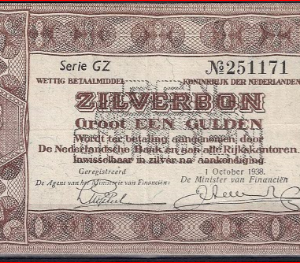 Serie GZ
№251171
WETTIG BETAALMIDDEL
KONINKRIJK DER NEDERLANDEN
ZILVERBON
Groot EEN GULDEN
Wordt ter betaling aangenomen door
De Nederlandsche Bank en aan alle Rijkskantoren
Inwisselbaar in zilver na aankondiging
Geregistreerd
1 October 1938.
De Agent van het Ministerie van Financiën
De Minister van Financiën